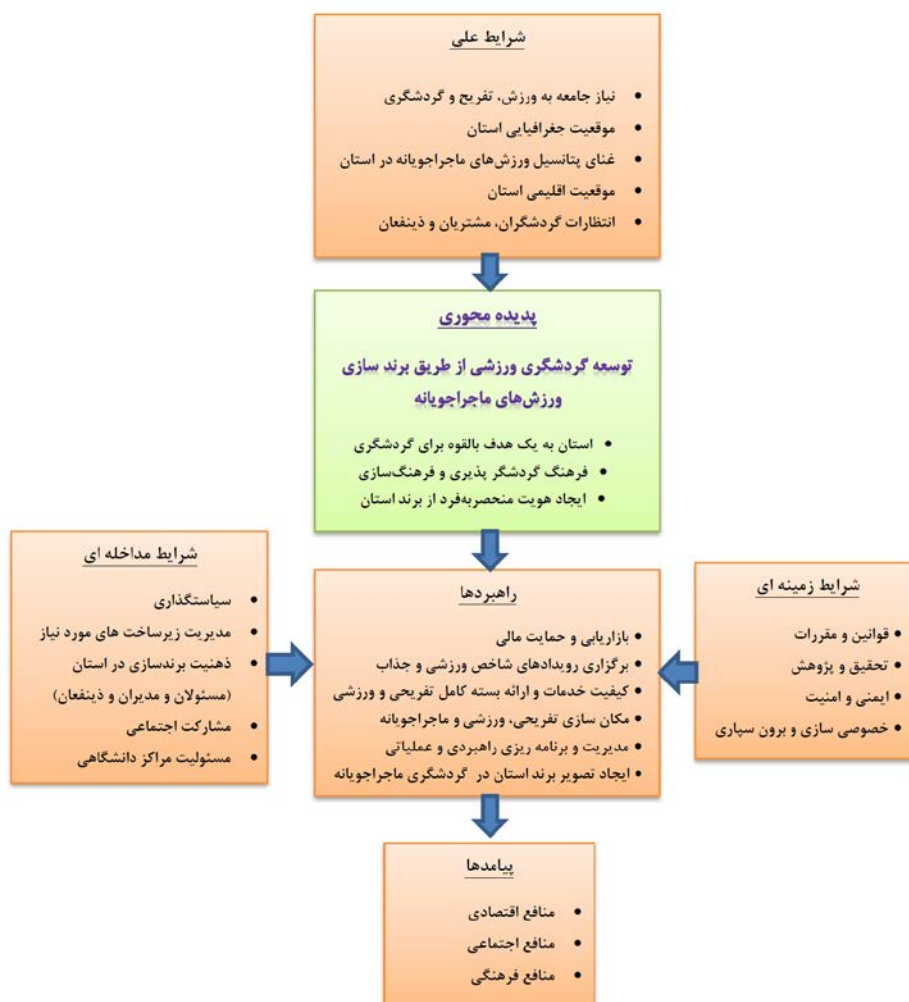 شرایط علی
• نیاز جامعه به ورزش، تفریح و گردشگری
• موقعیت جغرافیایی استان
• غنای پتانسیل ورزش‌های ماجراجویانه در استان
• موقعیت اقلیمی استان
• انتظارات گردشگران، مشتریان و ذینفعان
پدیده محوری
توسعه گردشگری ورزشی از طریق برند سازی
ورزش‌های ماجراجویانه
• استان به یک هدف بالقوه برای گردشگری
• فرهنگ گردشگر پذیری و فرهنگ‌سازی
• ایجاد هویت منحصربه‌فرد از برند استان
شرایط زمینه ای
• قوانین و مقررات
• تحقیق و پژوهش
• ایمنی و امنیت
• خصوصی سازی و برون سپاری
راهبردها
• بازاریابی و حمایت مالی
• برگزاری رویدادهای شاخص ورزشی و جذاب
• کیفیت خدمات و ارائه بسته کامل تفریحی و ورزشی
• مکان سازی تفریحی، ورزشی و ماجراجویانه
• مدیریت و برنامه ریزی راهبردی و عملیاتی
• ایجاد تصویر برند استان در گردشگری ماجراجویانه
شرایط مداخله ای
• سیاستگذاری
• مدیریت زیرساخت های مورد نیاز
• ذهنیت برندسازی در استان
(مسئولان و مدیران و ذینفعان)
• مشارکت اجتماعی
• مسئولیت مراکز دانشگاهی
پیامدها
• منافع اقتصادی
• منافع اجتماعی
• منافع فرهنگی